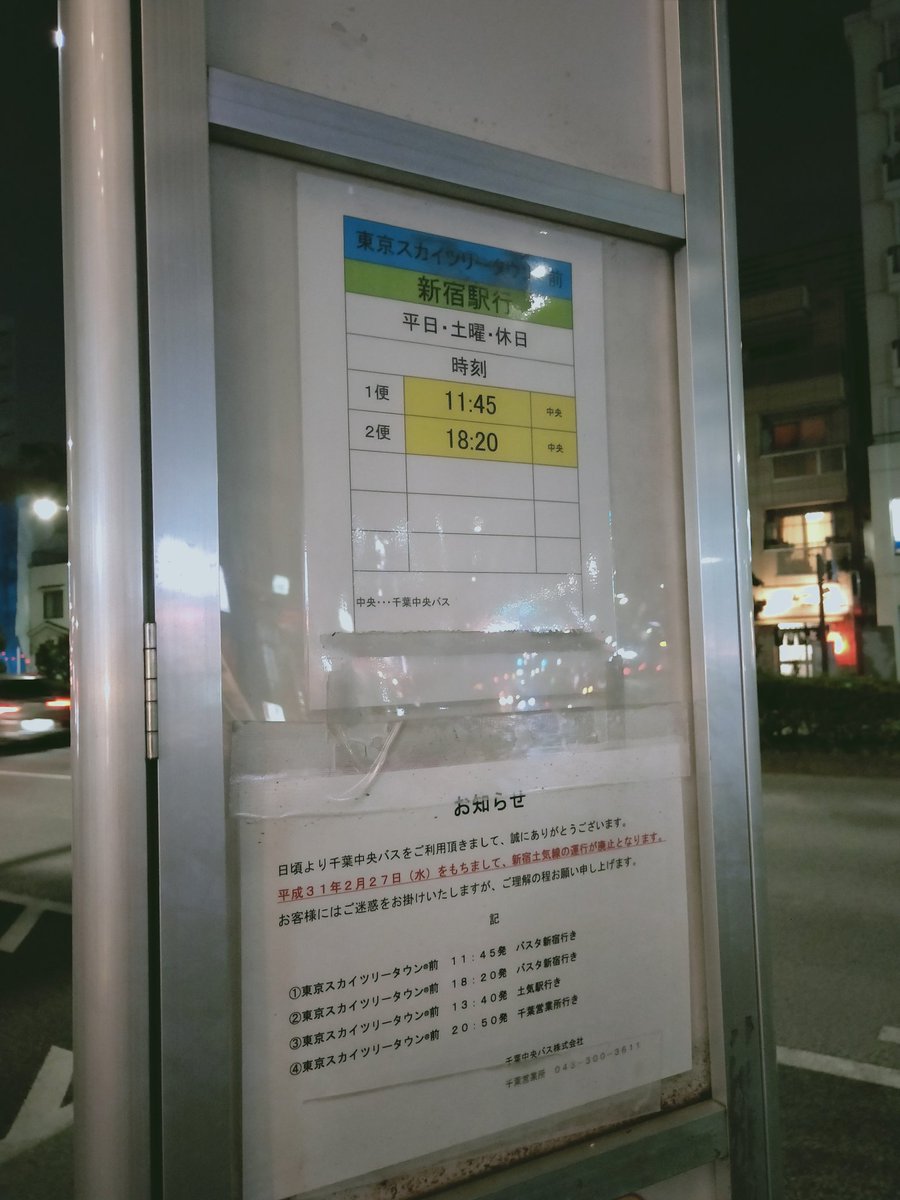 東京スカイツリータウン 前
新宿駅行
平日・土曜・休日
時刻
1便 11:45 中央
2便 18:20 中央
中央・・・千葉中央バス
お知らせ
日頃より千葉中央バスをご利用頂きまして、誠にありがとうございます。
平成31年2月27日(水)をもちまして、新宿土気線の運行が廃止となります。
お客様にはご迷惑をお掛けいたしますが、ご理解の程お願い申し上げます。
記
①東京スカイツリータウン®前 11:45発 バスタ新宿行き
②東京スカイツリータウン®前 18:20発 バスタ新宿行き
③東京スカイツリータウン®前 13:40発 土気駅行き
④東京スカイツリータウン®前 20:50発 千葉営業所行き
千葉中央バス株式会社
千葉営業所 043-300-3611